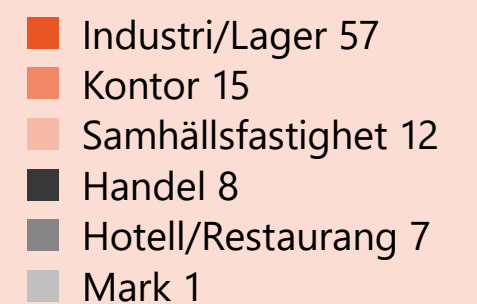 Industri/Lager 57
Kontor 15
Samhällsfastighet 12
Handel 8
Hotell/Restaurang 7
Mark 1